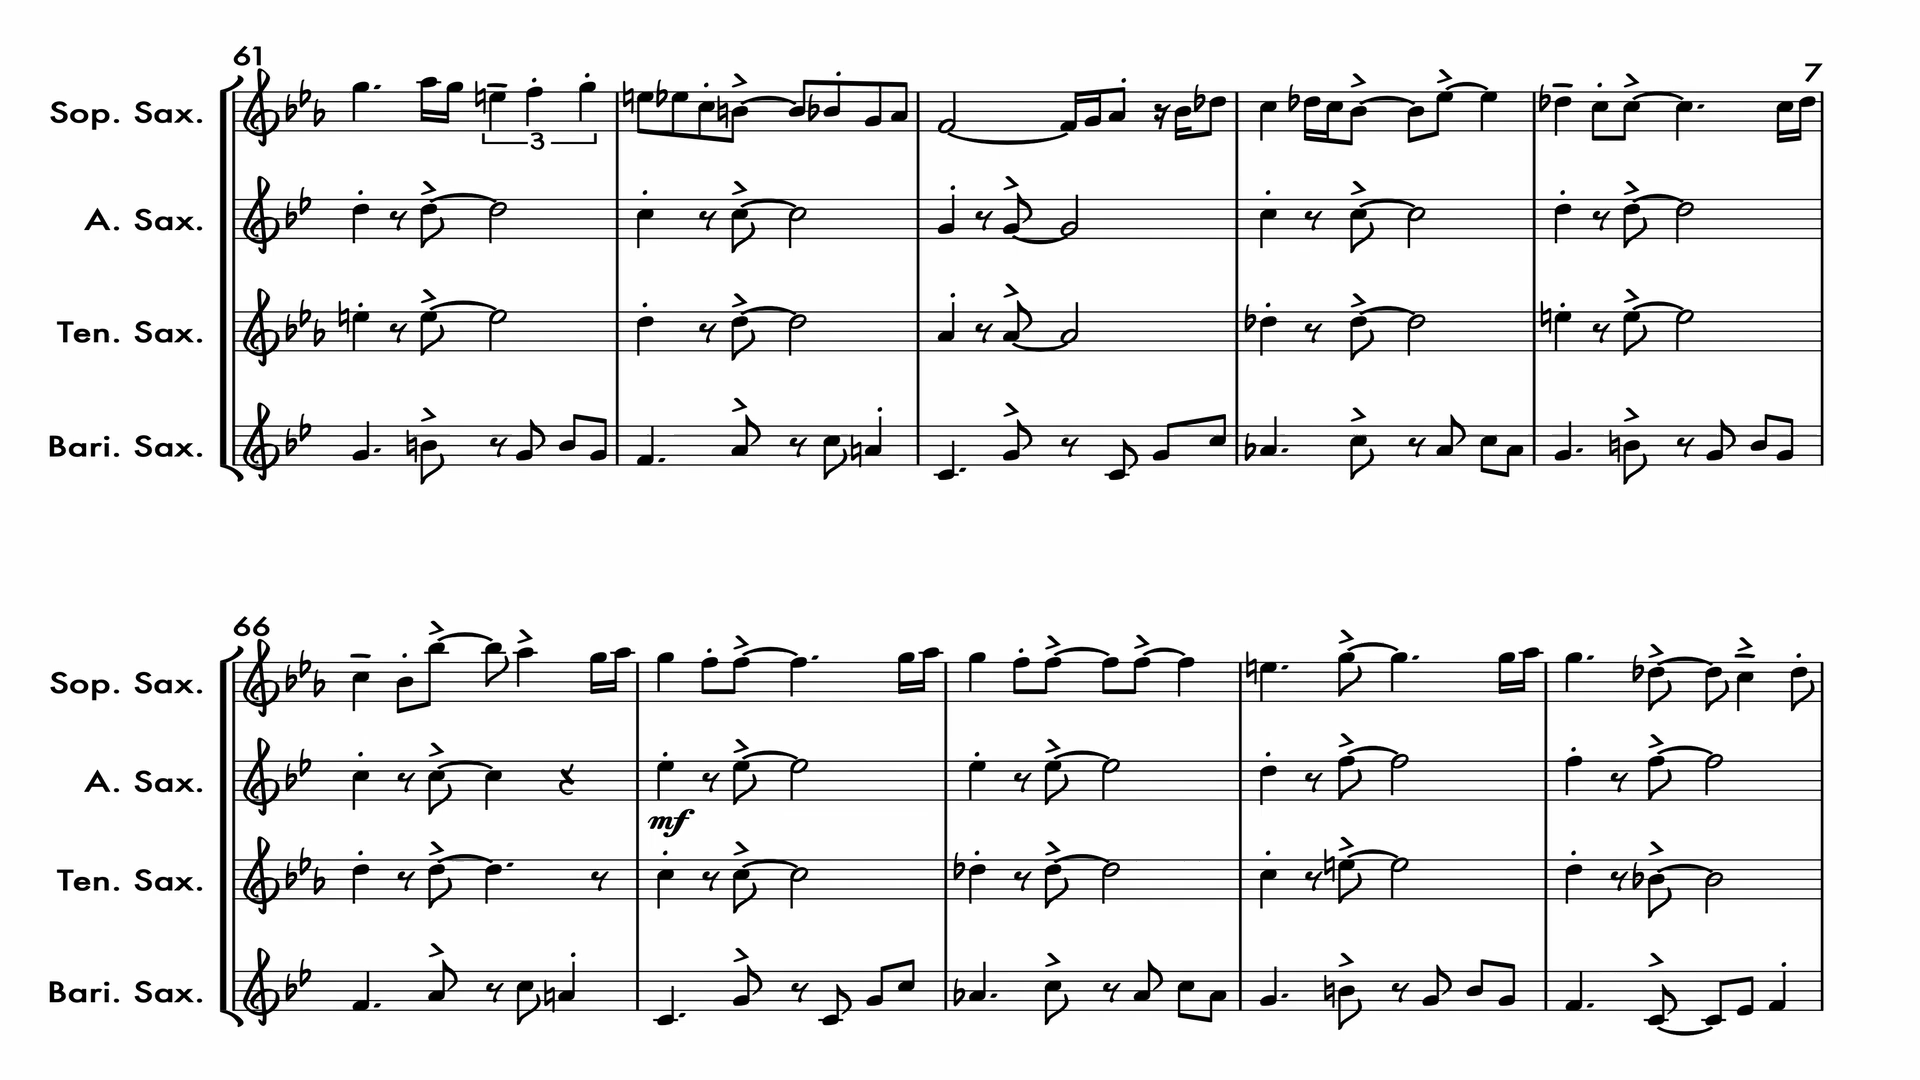 61
7
Sop. Sax.
3
A. Sax.
Ten. Sax.
Bari. Sax.
66
Sop. Sax.
A. Sax.
mf
Ten. Sax.
Bari. Sax.